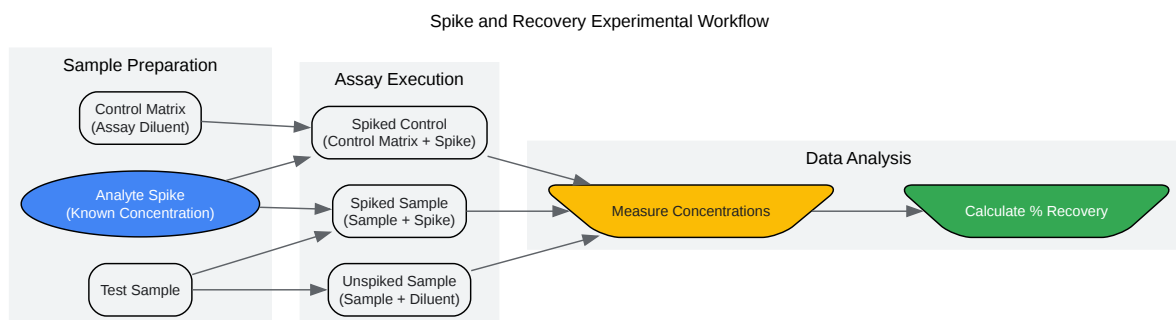 Spike and Recovery Experimental Workflow
Sample Preparation
Control Matrix
(Assay Diluent)
Analyte Spike
(Known Concentration)
Test Sample
Assay Execution
Spiked Control
(Control Matrix + Spike)
Spiked Sample
(Sample + Spike)
Unspiked Sample
(Sample + Diluent)
Data Analysis
Measure Concentrations
Calculate % Recovery